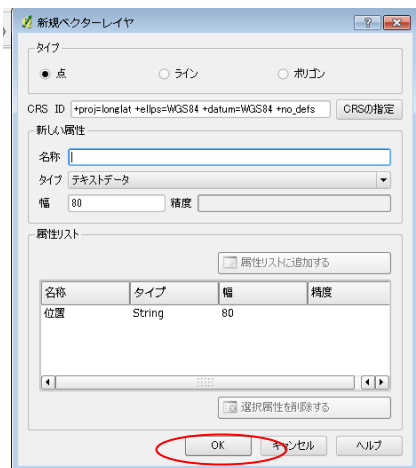 新規ベクターレイヤ
タイプ
点 ライン ポリゴン
CRS ID +proj=longlat +ellps=WGS84 +datum=WGS84 +no_defs CRSの指定
新しい属性
名称
タイプ テキストデータ
幅 80 精度
属性リスト
属性リストに追加する
名称 タイプ 幅 精度
位置 String 80
選択属性を削除する
OK キャンセル ヘルプ